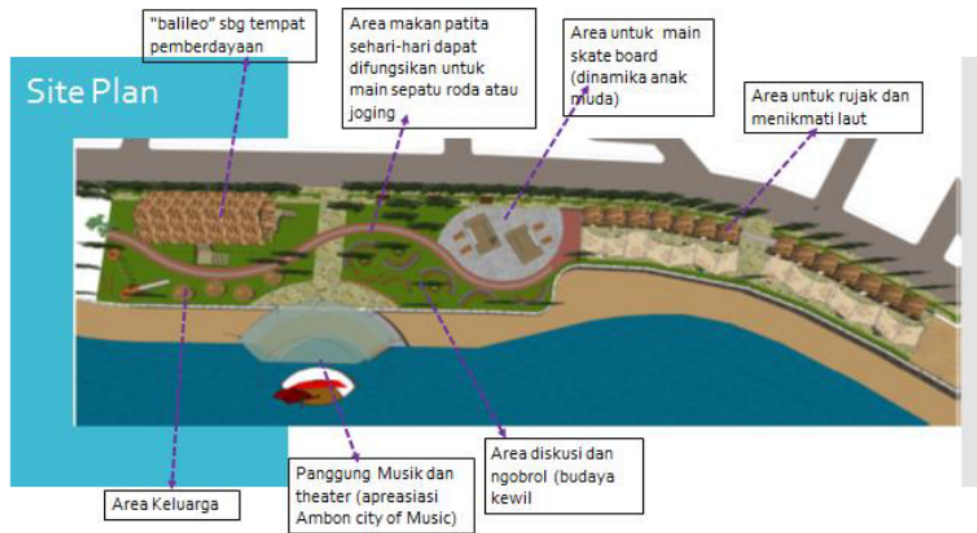 Site Plan
"balileo" sbg tempat
pemberdayaan
Area makan patita
sehari-hari dapat
difungsikan untuk
main sepatu roda atau
joging
Area untuk main
skate board
(dinamika anak
muda)
Area untuk rujak dan
menikmati laut
Area Keluarga
Panggung Musik dan
theater (apreasiasi
Ambon city of Music)
Area diskusi dan
ngobrol (budaya
kewil